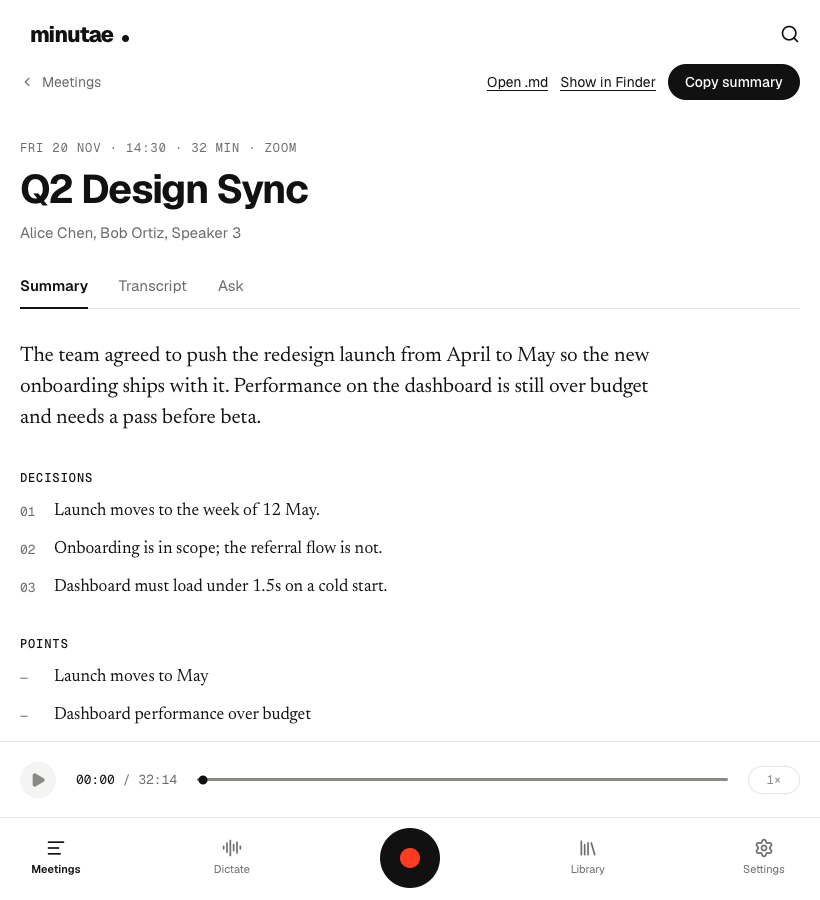 minutae
Meetings
Open .md Show in Finder Copy summary
FRI 20 NOV · 14:30 · 32 MIN · ZOOM
Q2 Design Sync
Alice Chen, Bob Ortiz, Speaker 3
Summary Transcript Ask
The team agreed to push the redesign launch from April to May so the new
onboarding ships with it. Performance on the dashboard is still over budget
and needs a pass before beta.
DECISIONS
01 Launch moves to the week of 12 May.
02 Onboarding is in scope; the referral flow is not.
03 Dashboard must load under 1.5s on a cold start.
POINTS
– Launch moves to May
– Dashboard performance over budget
00:00 / 32:14 1×
Meetings Dictate Library Settings